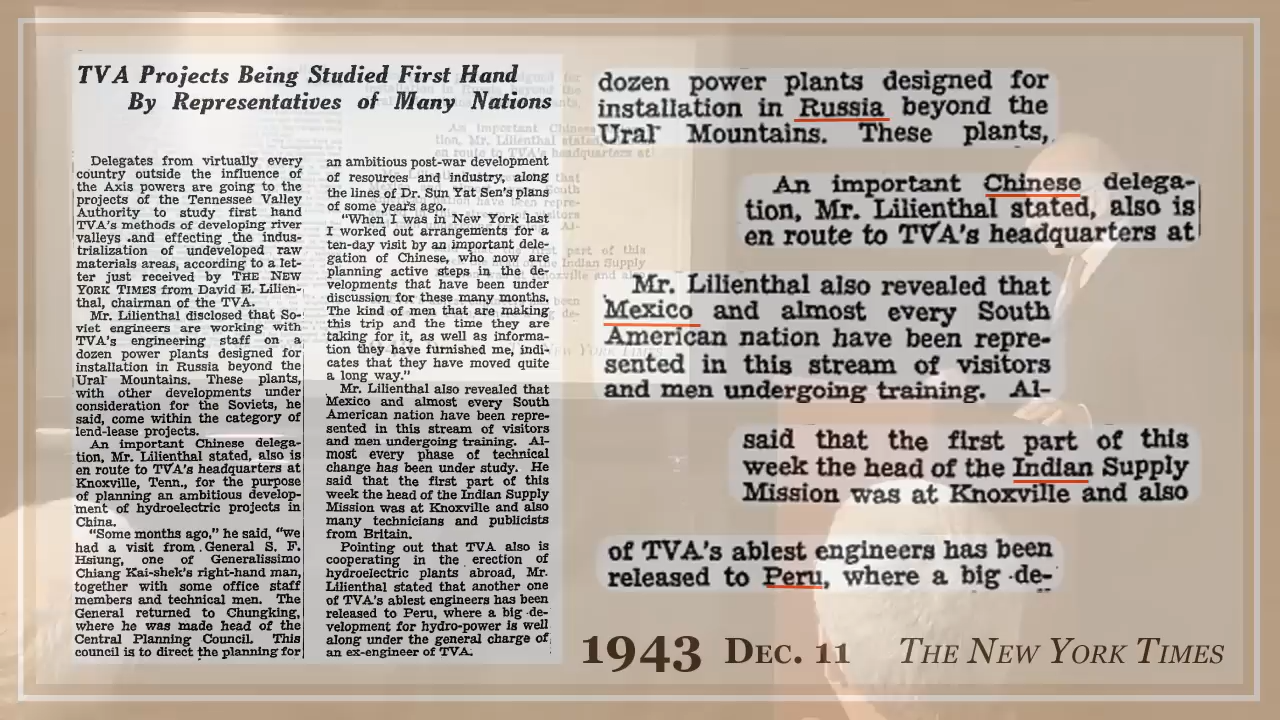 TVA Projects Being Studied First Hand
By Representatives of Many Nations
Delegates from virtually every
country outside the influence of
the Axis powers are going to the
projects of the Tennessee Valley
Authority to study first hand
TVA's methods of developing river
valleys and effecting the indus-
trialization of undeveloped raw
materials areas, according to a let-
ter just received by THE NEW
YORK TIMES from David E. Lilien-
thal, chairman of the TVA.
Mr. Lilienthal disclosed that So-
viet engineers are working with
TVA's engineering staff on a
dozen power plants designed for
installation in Russia beyond the
Ural Mountains. These plants,
with other developments under
consideration for the Soviets, he
said, come within the category of
lend-lease projects.
An important Chinese delega-
tion, Mr. Lilienthal stated, also is
en route to TVA's headquarters at
Knoxville, Tenn., for the purpose
of planning an ambitious develop-
ment of hydroelectric projects in
China.
"Some months ago," he said, "we
had a visit from General S. F.
Hsiung, one of Generalissimo
Chiang Kai-shek's right-hand man,
together with some office staff
members and technical men. The
General returned to Chungking,
where he was made head of the
Central Planning Council. This
council is to direct the planning for
an ambitious post-war development
of resources and industry, along
the lines of Dr. Sun Yat Sen's plans
of some years ago.
"When I was in New York last
I worked out arrangements for a
ten-day visit by an important dele-
gation of Chinese, who now are
planning active steps in the de-
velopments that have been under
discussion for these many months.
The kind of men that are making
this trip and the time they are
taking for it, as well as informa-
tion they have furnished me, indi-
cates that they have moved quite
a long way."
Mr. Lilienthal also revealed that
Mexico and almost every South
American nation have been repre-
sented in this stream of visitors
and men undergoing training. Al-
most every phase of technical
change has been under study. He
said that the first part of this
week the head of the Indian Supply
Mission was at Knoxville and also
many technicians and publicists
from Britain.
Pointing out that TVA also is
cooperating in the erection of
hydroelectric plants abroad, Mr.
Lilienthal stated that another one
of TVA's ablest engineers has been
released to Peru, where a big de-
velopment for hydro-power is well
along under the general charge of
an ex-engineer of TVA.
dozen power plants designed for
installation in Russia beyond the
Ural Mountains. These plants,
An important Chinese delega-
tion, Mr. Lilienthal stated, also is
en route to TVA's headquarters at
Mr. Lilienthal also revealed that
Mexico and almost every South
American nation have been repre-
sented in this stream of visitors
and men undergoing training. Al-
said that the first part of this
week the head of the Indian Supply
Mission was at Knoxville and also
of TVA's ablest engineers has been
released to Peru, where a big de-
1943 DEC. 11 THE NEW YORK TIMES